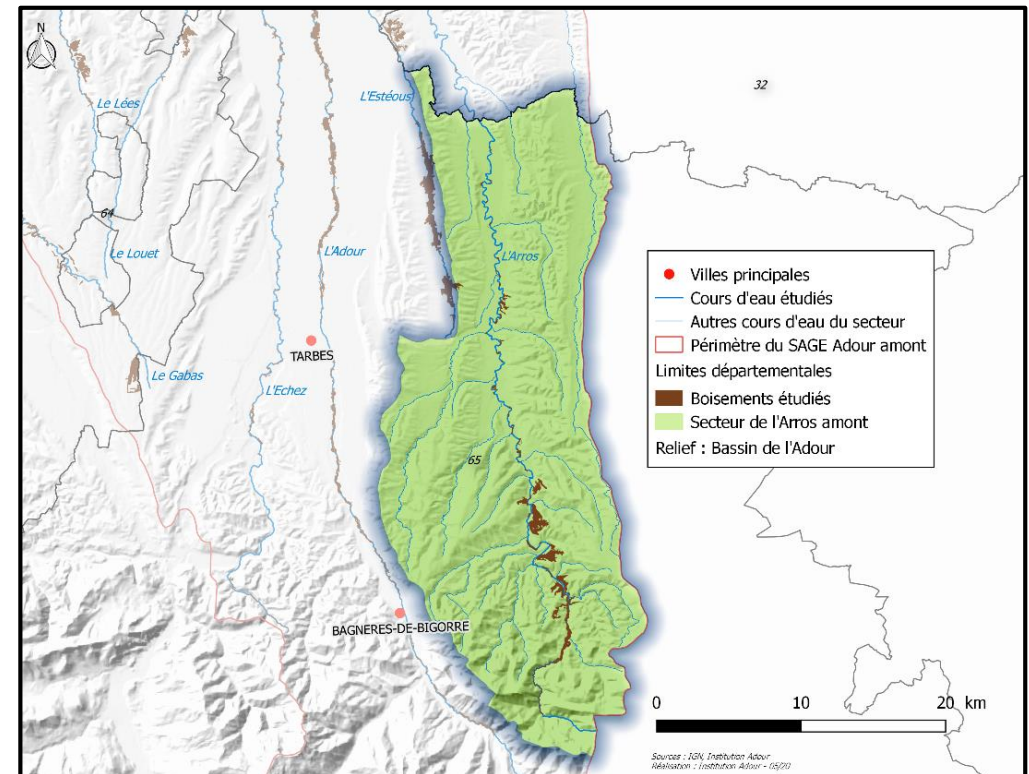 N
32
Le Lées
L'Estéous
64
L'Adour
L'Arros
Le Louet
TARBES
Le Gabas
L'Echez
65
BAGNERES-DE-BIGORRE
Villes principales
Cours d'eau étudiés
Autres cours d'eau du secteur
Périmètre du SAGE Adour amont
Limites départementales
Boisements étudiés
Secteur de l'Arros amont
Relief : Bassin de l'Adour
0 10 20 km
Sources : IGN, Institution Adour
Réalisation : Institution Adour - 05/20